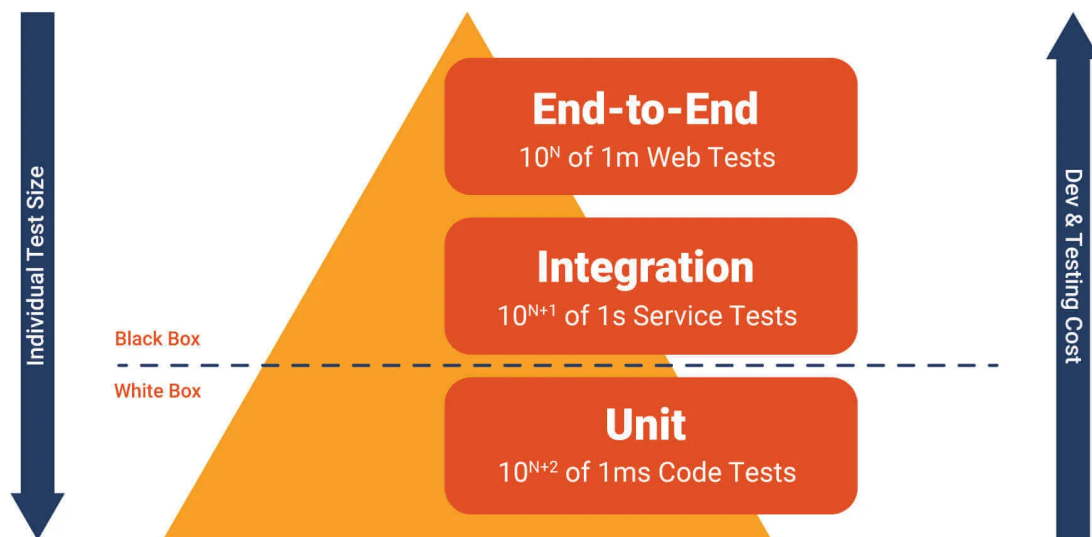 Individual Test Size
End-to-End
10ᴺ of 1m Web Tests
Integration
10ᴺ⁺¹ of 1s Service Tests
Black Box
White Box
Unit
10ᴺ⁺² of 1ms Code Tests
Dev & Testing Cost